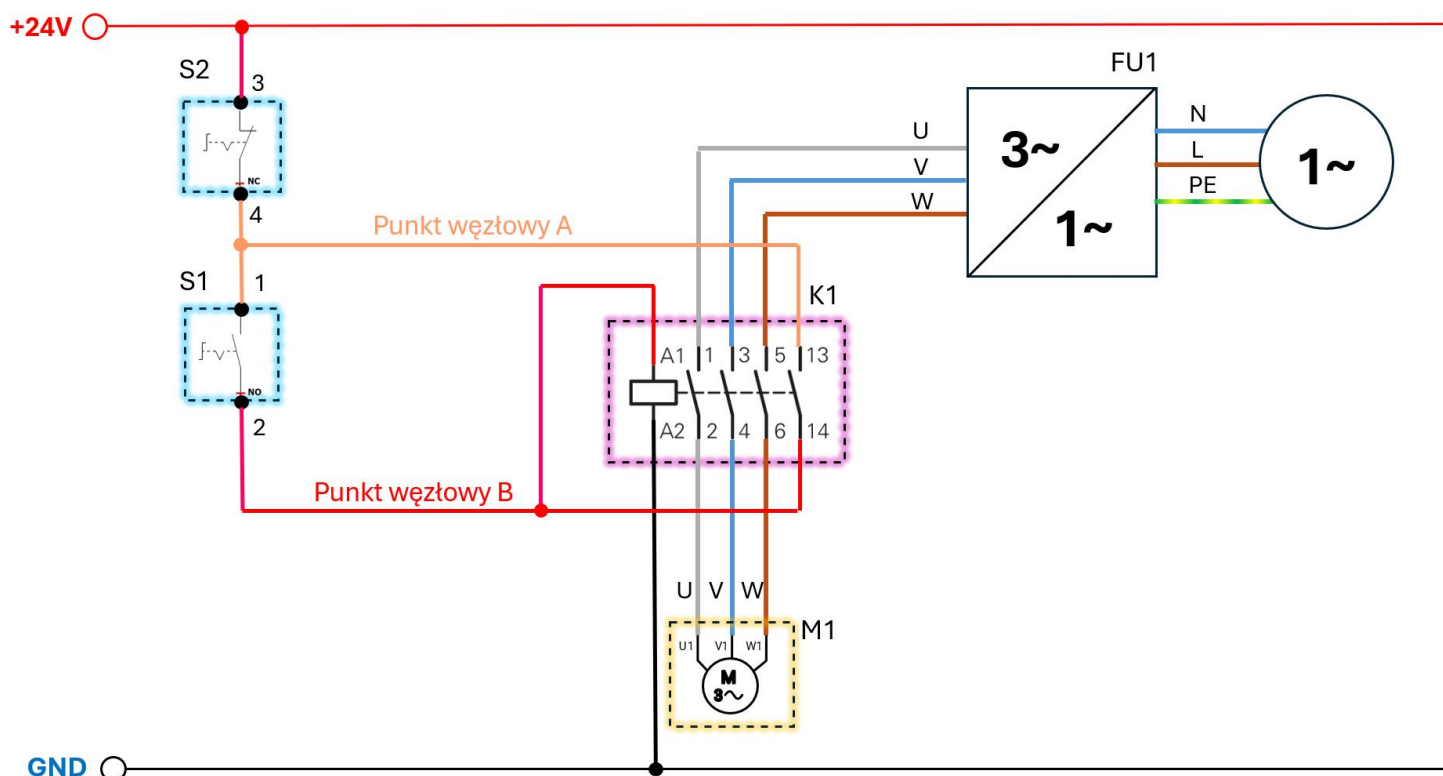 +24V
S2
3
NC
4
Punkt węzłowy A
S1
1
NO
2
Punkt węzłowy B
FU1
U
V
W
3~
1~
N
L
PE
1~
K1
A1 1 3 5 13
A2 2 4 6 14
U V W
M1
U1 V1 W1
M
3~
GND